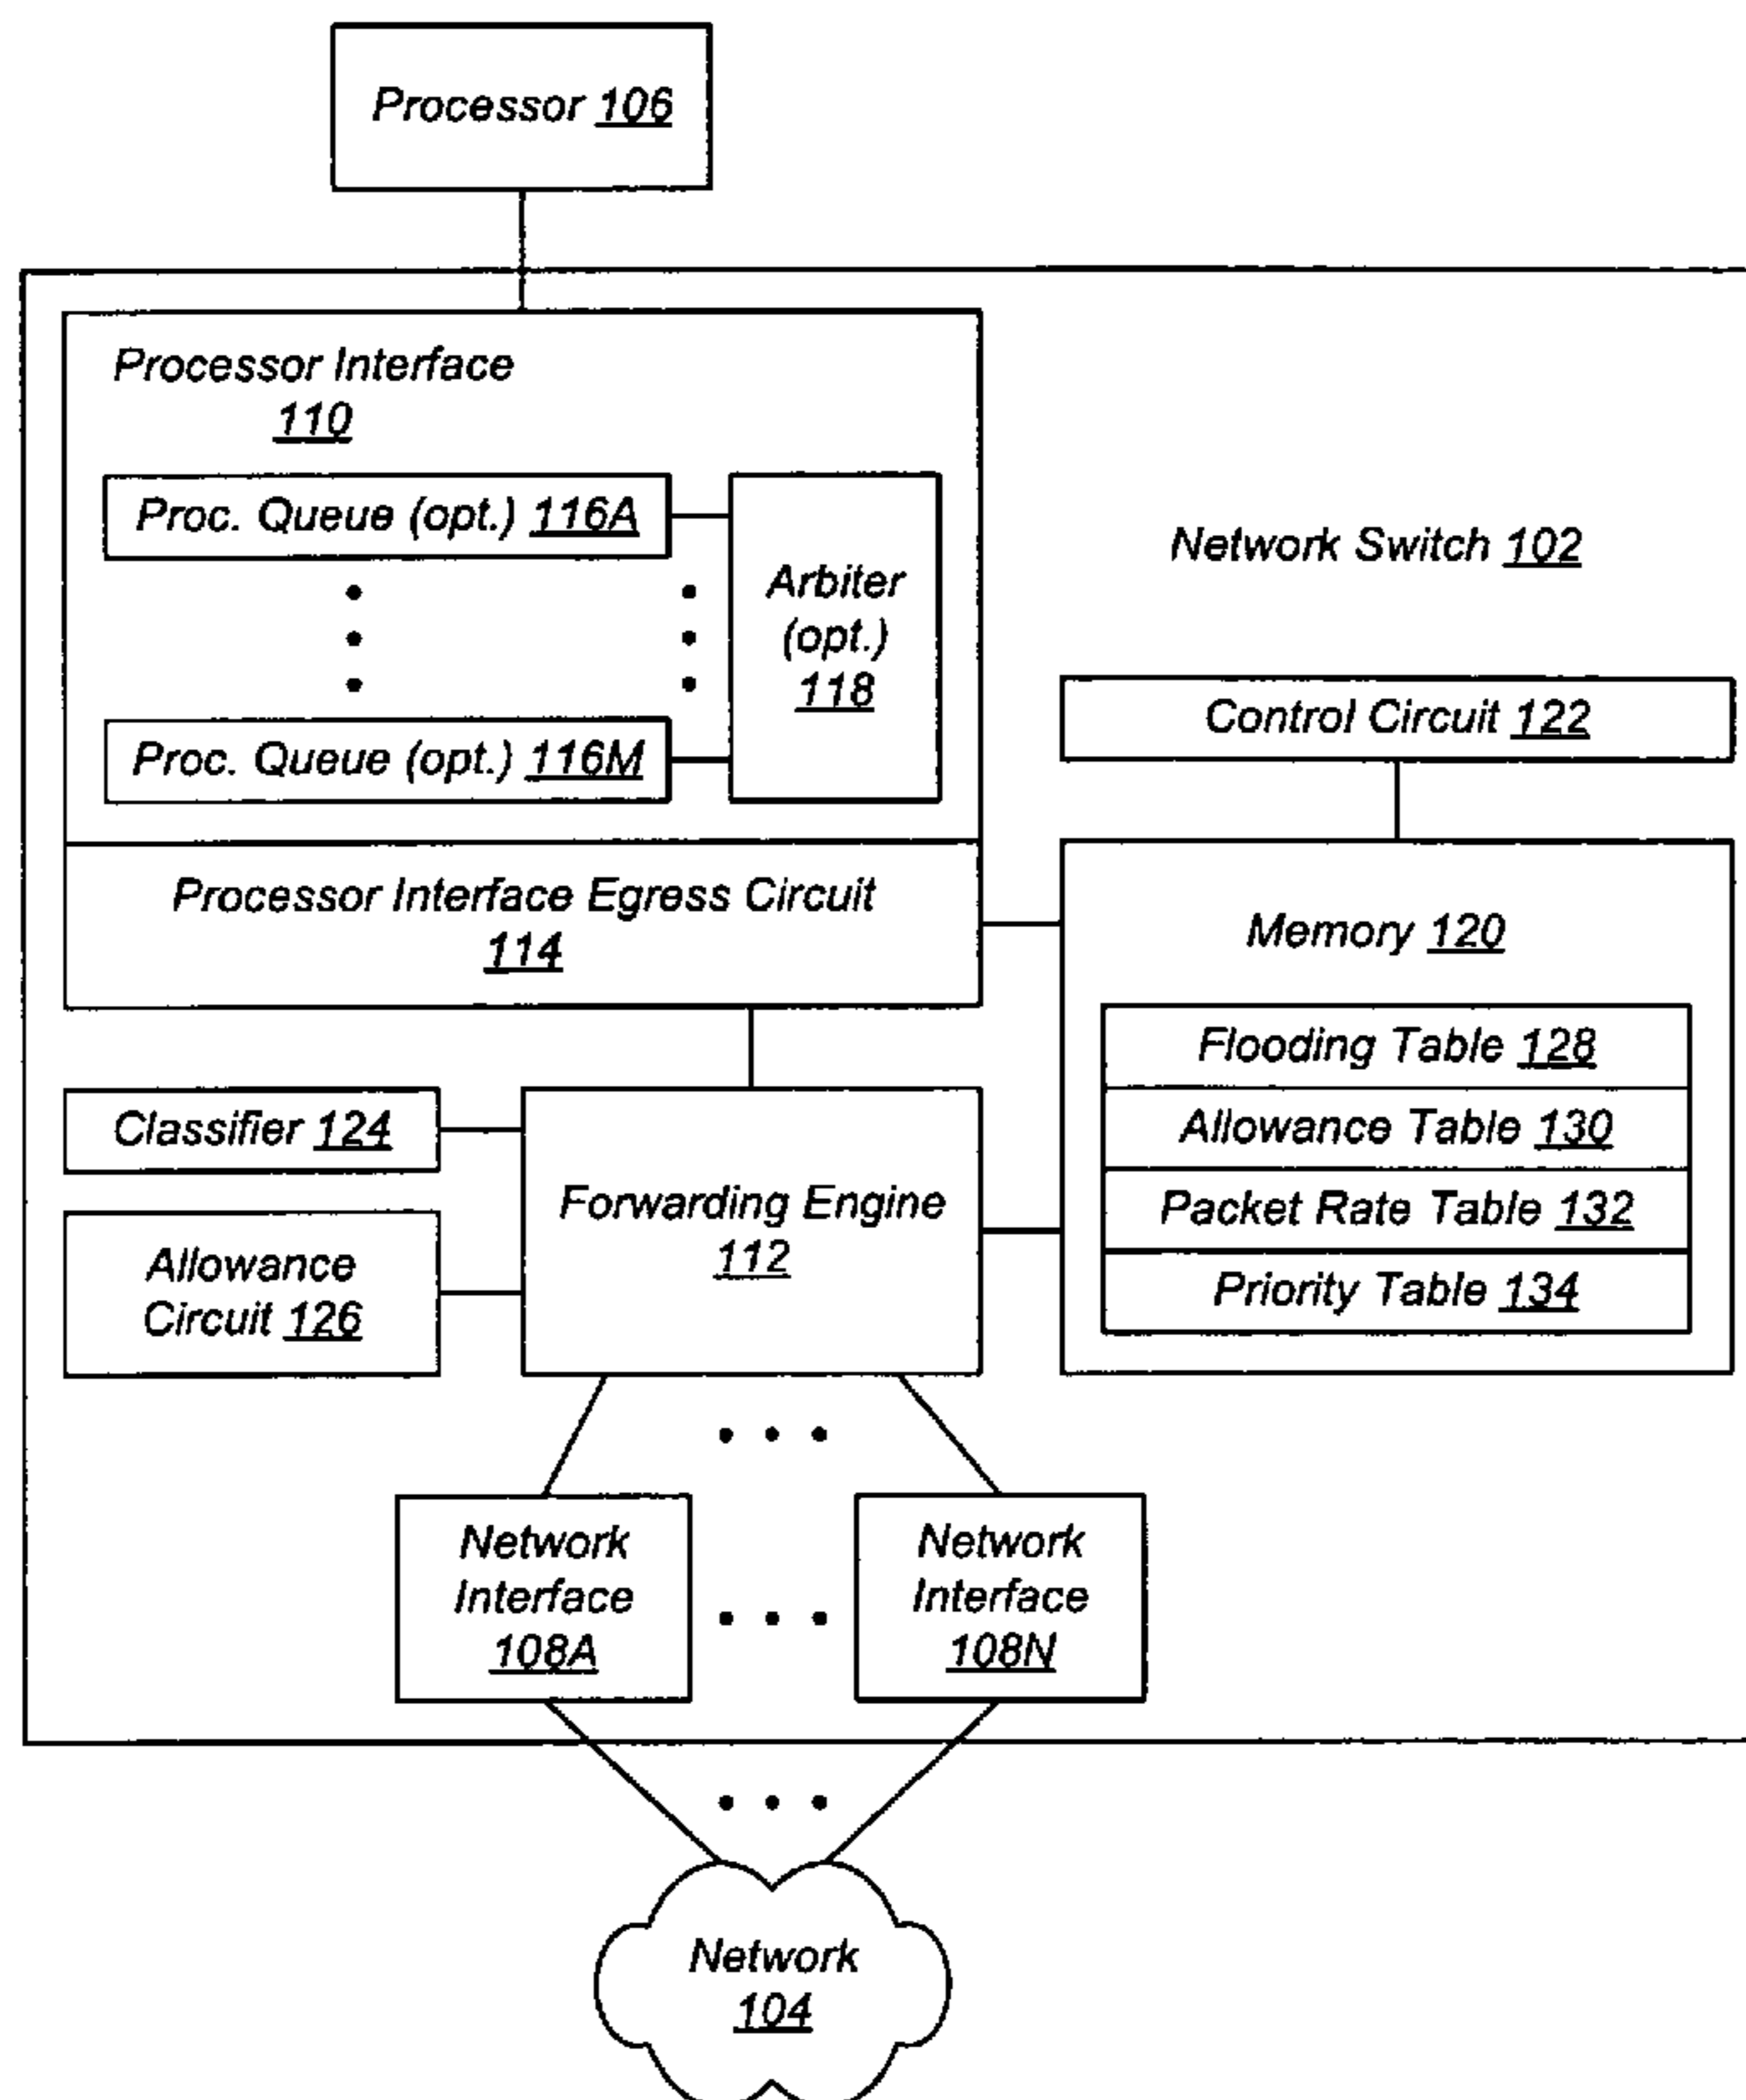 Processor 106
Processor Interface
110
Proc. Queue (opt.) 116A
Arbiter
(opt.)
118
Proc. Queue (opt.) 116M
Network Switch 102
Control Circuit 122
Processor Interface Egress Circuit
114
Memory 120
Flooding Table 128
Allowance Table 130
Packet Rate Table 132
Priority Table 134
Classifier 124
Allowance
Circuit 126
Forwarding Engine
112
Network
Interface
108A
Network
Interface
108N
Network
104